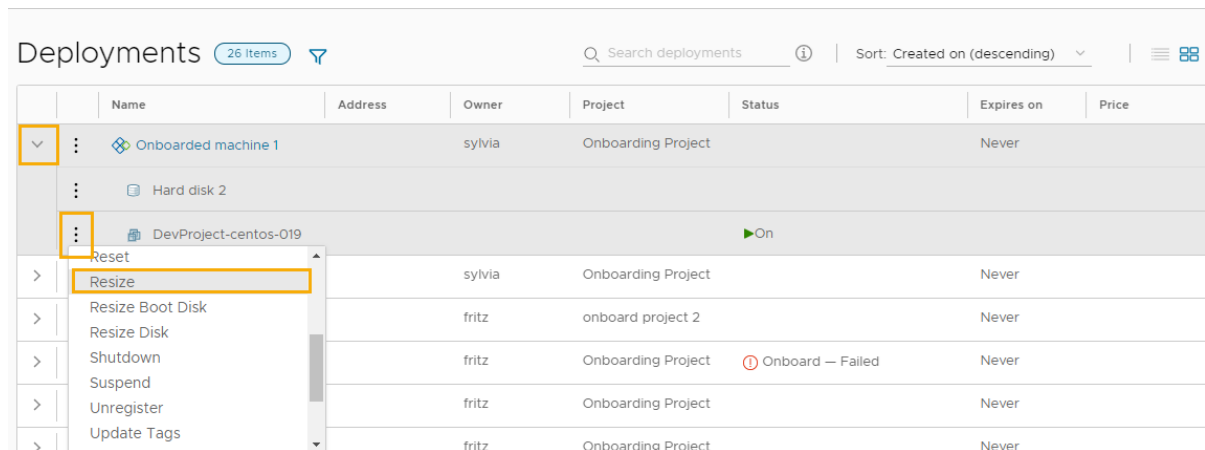 Deployments 26 Items Search deployments Sort: Created on (descending)
Name Address Owner Project Status Expires on Price
Onboarded machine 1 sylvia Onboarding Project Never
Hard disk 2
DevProject-centos-019 On
Reset
Resize sylvia Onboarding Project Never
Resize Boot Disk
fritz onboard project 2 Never
Resize Disk
Shutdown fritz Onboarding Project Onboard — Failed Never
Suspend
Unregister fritz Onboarding Project Never
Update Tags
fritz Onboarding Project Never